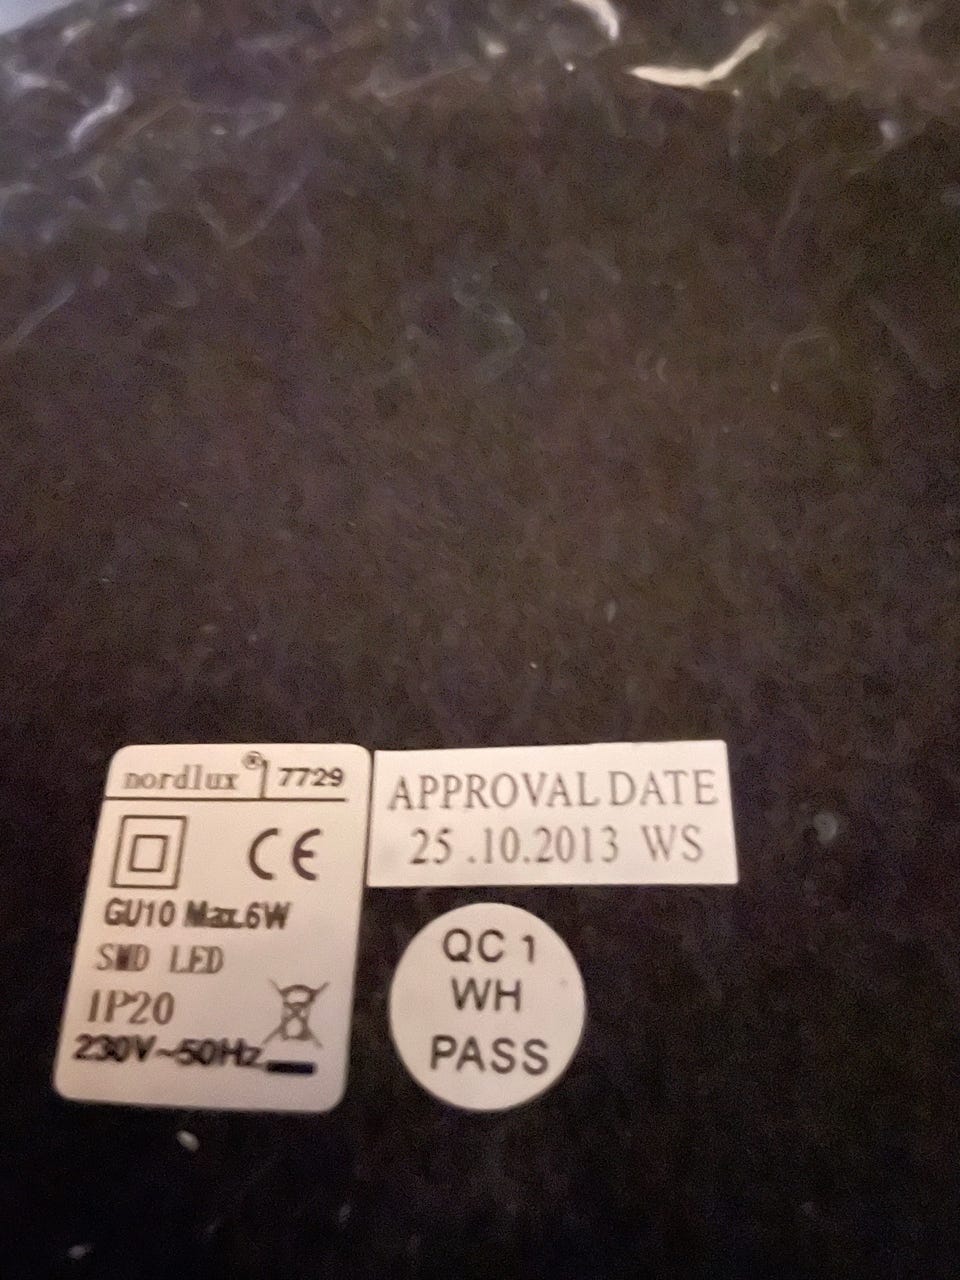 nordlux® 7729
CE
GU10 Max.6W
SMD LED
IP20
230V~50Hz
APPROVAL DATE
25 .10.2013 WS
QC 1
WH
PASS